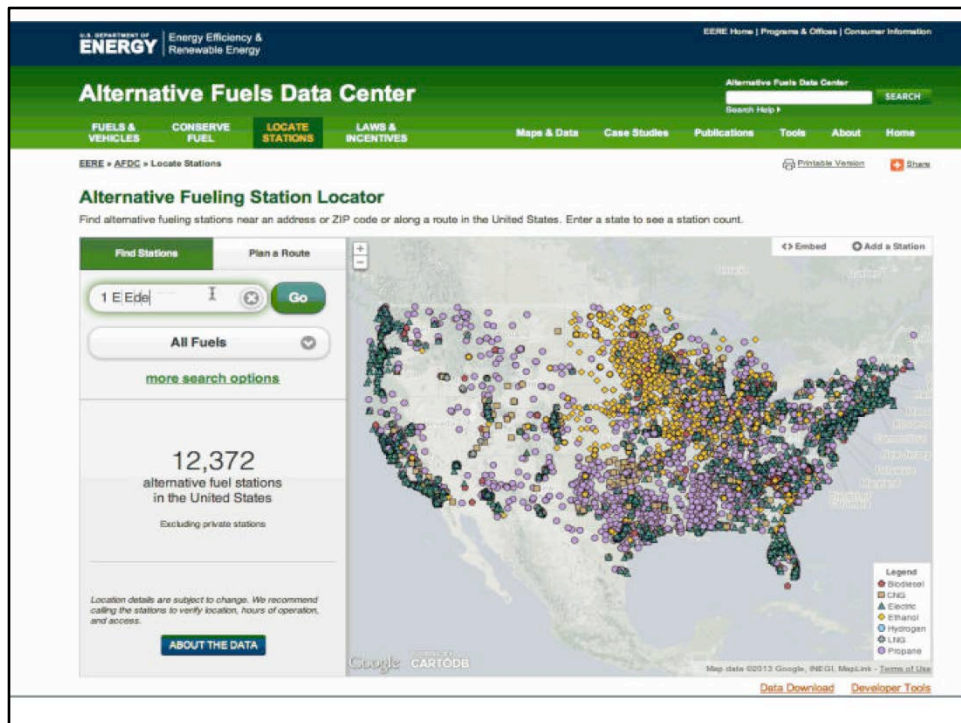 U.S. DEPARTMENT OF
ENERGY
Energy Efficiency &
Renewable Energy
EERE Home | Programs & Offices | Consumer Information
Alternative Fuels Data Center
Alternative Fuels Data Center
SEARCH
Search Help
FUELS &
VEHICLES
CONSERVE
FUEL
LOCATE
STATIONS
LAWS &
INCENTIVES
Maps & Data
Case Studies
Publications
Tools
About
Home
EERE » AFDC » Locate Stations
Printable Version
Share
Alternative Fueling Station Locator
Find alternative fueling stations near an address or ZIP code or along a route in the United States. Enter a state to see a station count.
Find Stations
Plan a Route
<> Embed
Add a Station
1 E Ede
Go
All Fuels
more search options
12,372
alternative fuel stations
in the United States
Excluding private stations
Location details are subject to change. We recommend
calling the stations to verify location, hours of operation,
and access.
ABOUT THE DATA
Legend
Biodiesel
CNG
Electric
Ethanol
Hydrogen
LNG
Propane
Google
CARTODB
Map data ©2013 Google, INEGI, MapLink - Terms of Use
Data Download
Developer Tools